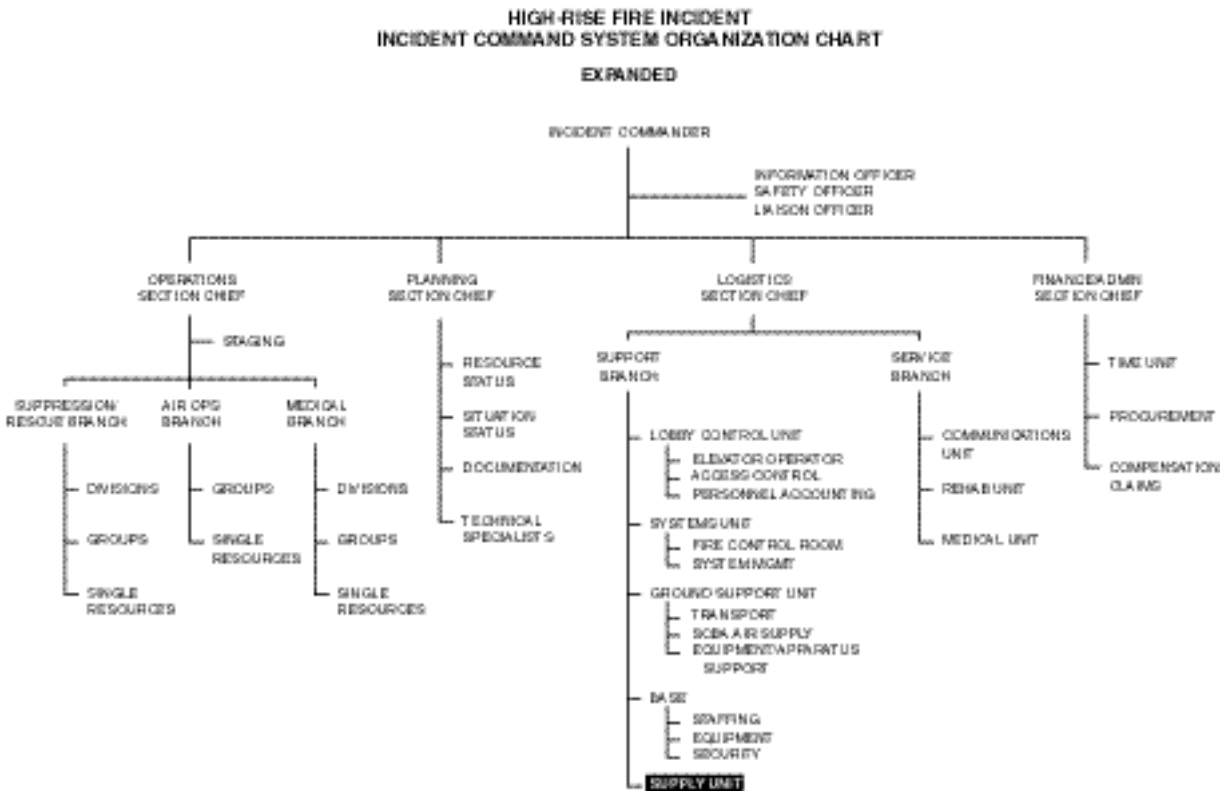 HIGH-RISE FIRE INCIDENT
INCIDENT COMMAND SYSTEM ORGANIZATION CHART
EXPANDED
INCIDENT COMMANDER
INFORMATION OFFICER
SAFETY OFFICER
LIAISON OFFICER
OPERATIONS
SECTION CHIEF
PLANNING
SECTION CHIEF
LOGISTICS
SECTION CHIEF
FINANCE/ADMIN
SECTION CHIEF
STAGING
SUPPRESSION/
RESCUE BRANCH
AIR OPS
BRANCH
MEDICAL
BRANCH
DIVISIONS
GROUPS
SINGLE
RESOURCES
GROUPS
SINGLE
RESOURCES
DIVISIONS
GROUPS
SINGLE
RESOURCES
RESOURCE
STATUS
SITUATION
STATUS
DOCUMENTATION
TECHNICAL
SPECIALISTS
SUPPORT
BRANCH
LOBBY CONTROL UNIT
ELEVATOR OPERATOR
ACCESS CONTROL
PERSONNEL ACCOUNTING
SYSTEMS UNIT
FIRE CONTROL ROOM
SYSTEM MGMT
GROUND SUPPORT UNIT
TRANSPORT
SCBA AIR SUPPLY
EQUIPMENT/APPARATUS
SUPPORT
BASE
STAFFING
EQUIPMENT
SECURITY
SUPPLY UNIT
SERVICE
BRANCH
COMMUNICATIONS
UNIT
REHAB UNIT
MEDICAL UNIT
TIME UNIT
PROCUREMENT
COMPENSATION
CLAIMS